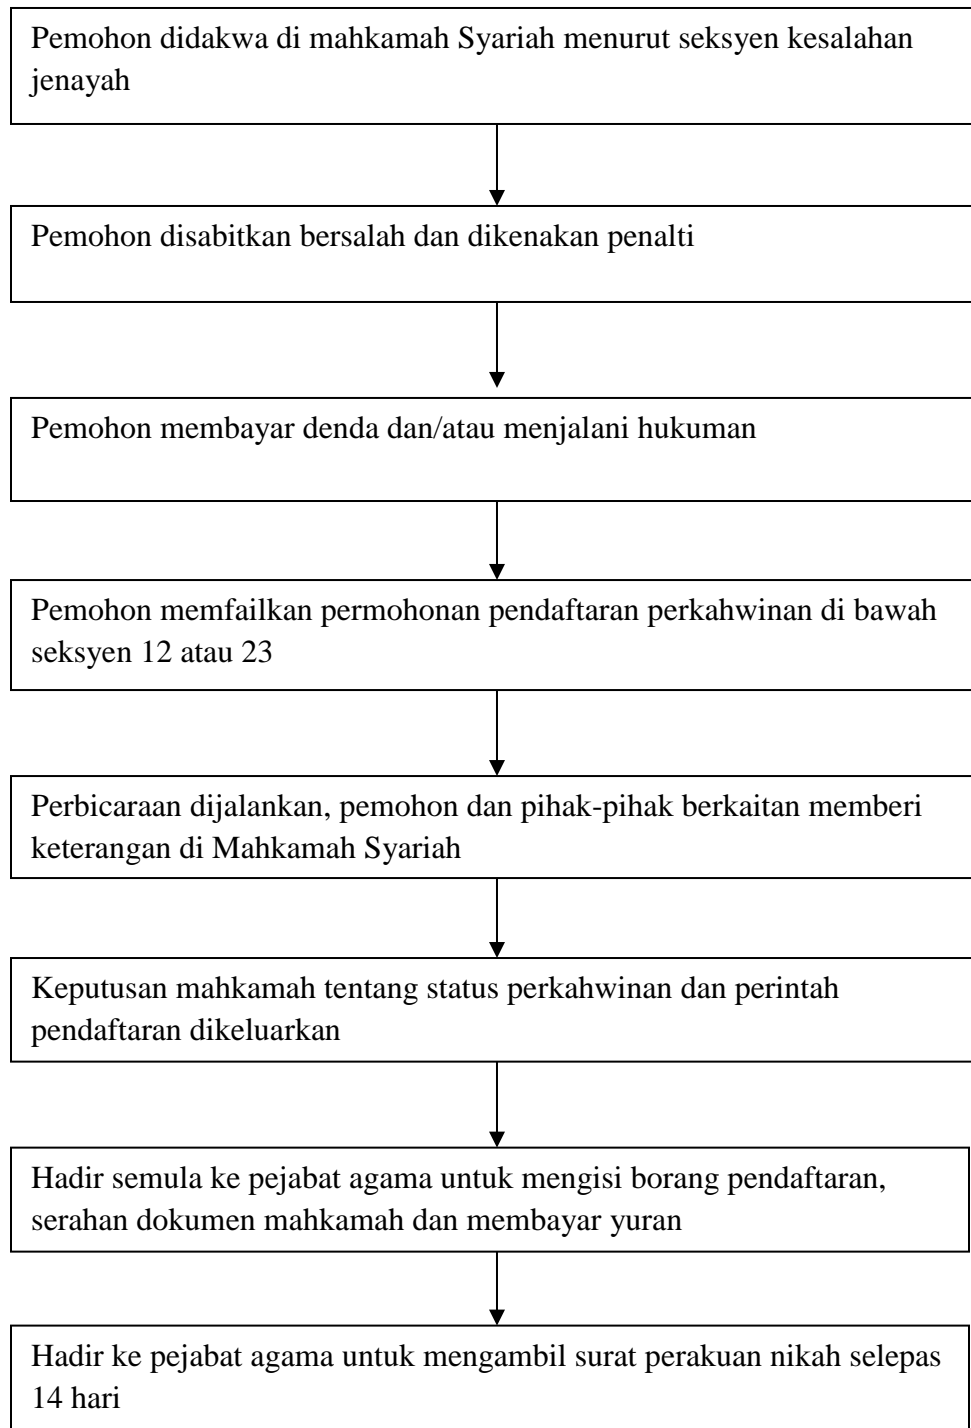 Pemohon didakwa di mahkamah Syariah menurut seksyen kesalahan
jenayah
Pemohon disabitkan bersalah dan dikenakan penalti
Pemohon membayar denda dan/atau menjalani hukuman
Pemohon memfailkan permohonan pendaftaran perkahwinan di bawah
seksyen 12 atau 23
Perbicaraan dijalankan, pemohon dan pihak-pihak berkaitan memberi
keterangan di Mahkamah Syariah
Keputusan mahkamah tentang status perkahwinan dan perintah
pendaftaran dikeluarkan
Hadir semula ke pejabat agama untuk mengisi borang pendaftaran,
serahan dokumen mahkamah dan membayar yuran
Hadir ke pejabat agama untuk mengambil surat perakuan nikah selepas
14 hari